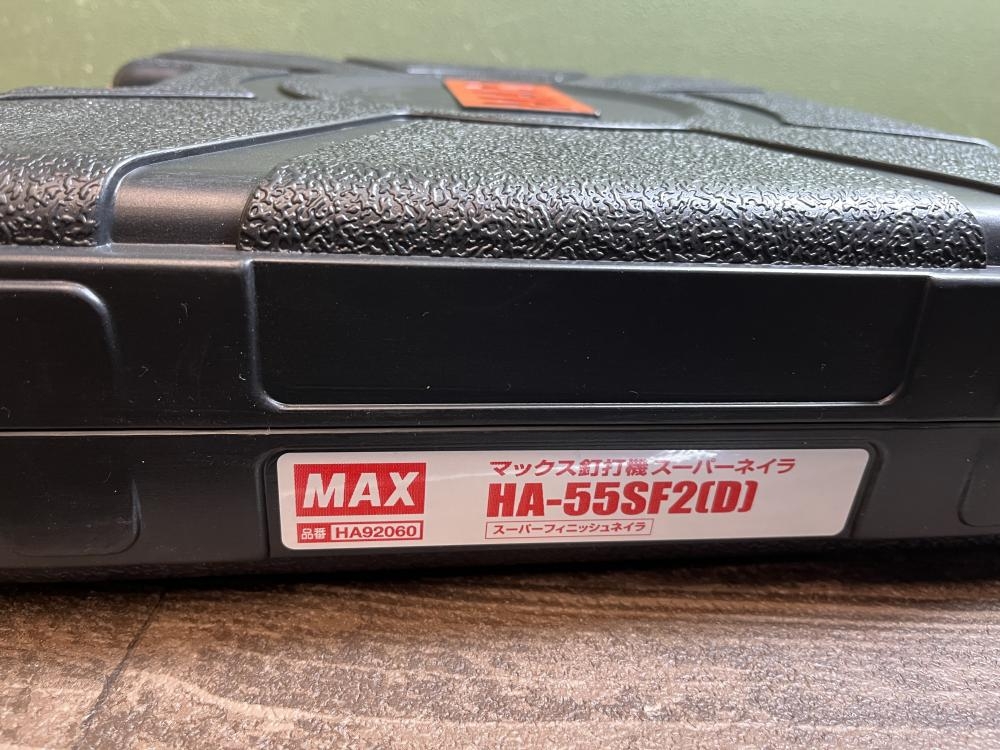 MAX
品番 HA92060
マックス釘打機 スーパーネイラ
HA-55SF2(D)
スーパーフィニッシュネイラ